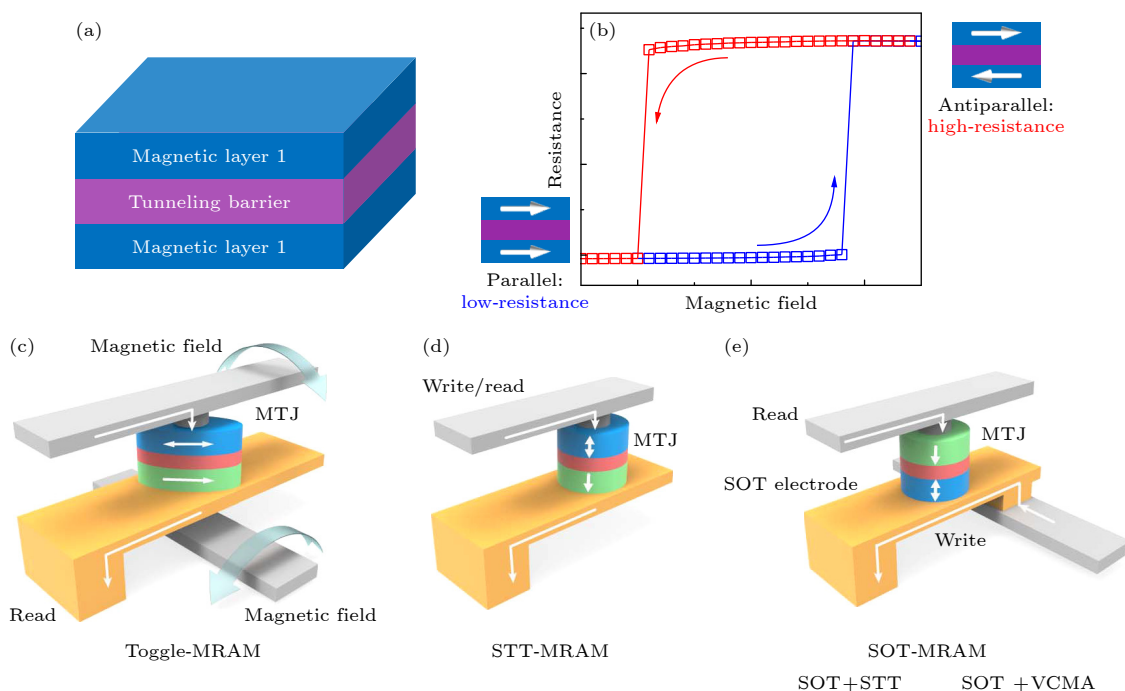 (a)
Magnetic layer 1
Tunneling barrier
Magnetic layer 1
(b)
Resistance
Magnetic field
Parallel:
low-resistance
Antiparallel:
high-resistance
(c)
Magnetic field
MTJ
Read
Magnetic field
Toggle-MRAM
(d)
Write/read
MTJ
STT-MRAM
(e)
Read
MTJ
SOT electrode
Write
SOT-MRAM
SOT+STT
SOT +VCMA